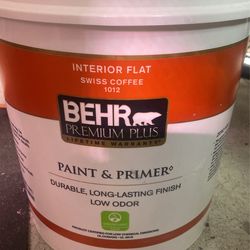 INTERIOR FLAT
SWISS COFFEE
1012
BEHR
PREMIUM PLUS
LIFETIME WARRANTY
PAINT & PRIMER◊
DURABLE, LONG-LASTING FINISH
LOW ODOR